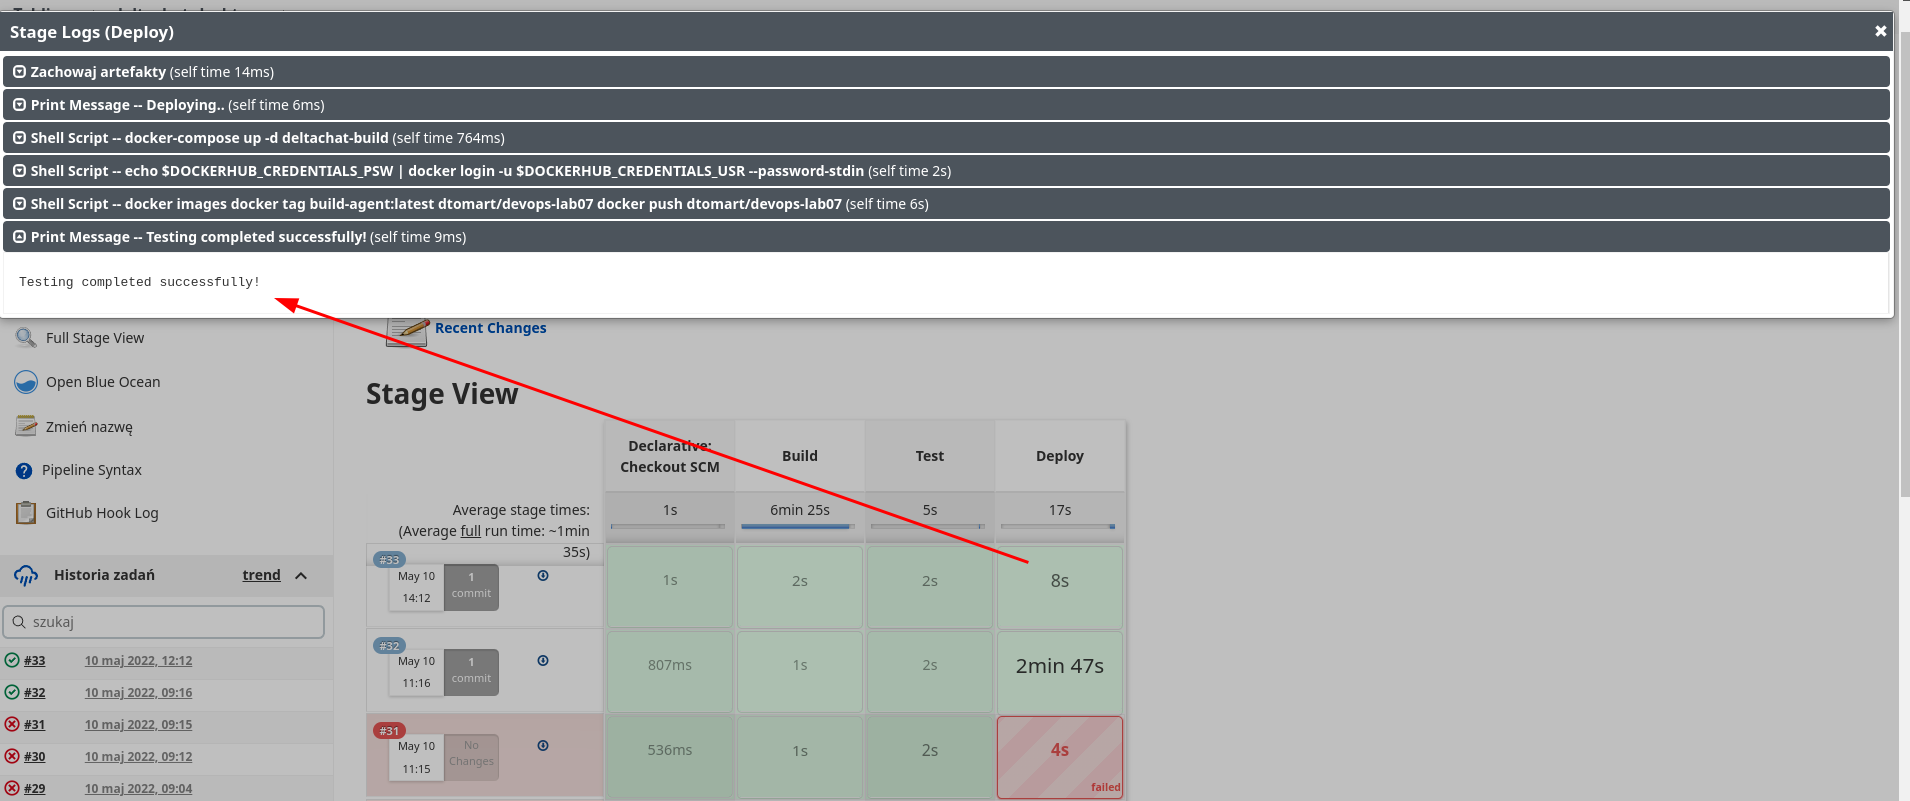 Stage Logs (Deploy)
Zachowaj artefakty (self time 14ms)
Print Message -- Deploying.. (self time 6ms)
Shell Script -- docker-compose up -d deltachat-build (self time 764ms)
Shell Script -- echo $DOCKERHUB_CREDENTIALS_PSW | docker login -u $DOCKERHUB_CREDENTIALS_USR --password-stdin (self time 2s)
Shell Script -- docker images docker tag build-agent:latest dtomart/devops-lab07 docker push dtomart/devops-lab07 (self time 6s)
Print Message -- Testing completed successfully! (self time 9ms)
Testing completed successfully!
Full Stage View
Open Blue Ocean
Zmień nazwę
Pipeline Syntax
GitHub Hook Log
Historia zadań trend
szukaj
#33 10 maj 2022, 12:12
#32 10 maj 2022, 09:16
#31 10 maj 2022, 09:15
#30 10 maj 2022, 09:12
#29 10 maj 2022, 09:04
Recent Changes
Stage View
Declarative:
Checkout SCM
Build
Test
Deploy
Average stage times:
(Average full run time: ~1min
35s)
1s
6min 25s
5s
17s
#33
May 10
14:12
1
commit
1s
2s
2s
8s
#32
May 10
11:16
1
commit
807ms
1s
2s
2min 47s
#31
May 10
11:15
No
Changes
536ms
1s
2s
4s
failed